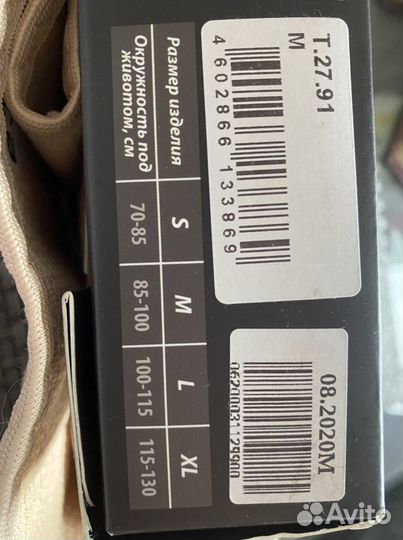 Т.27.91
М
4 602866 133869
Размер изделия
Окружность под
животом, см
S
70-85
M
85-100
L
100-115
XL
115-130
08.2020М
Avito